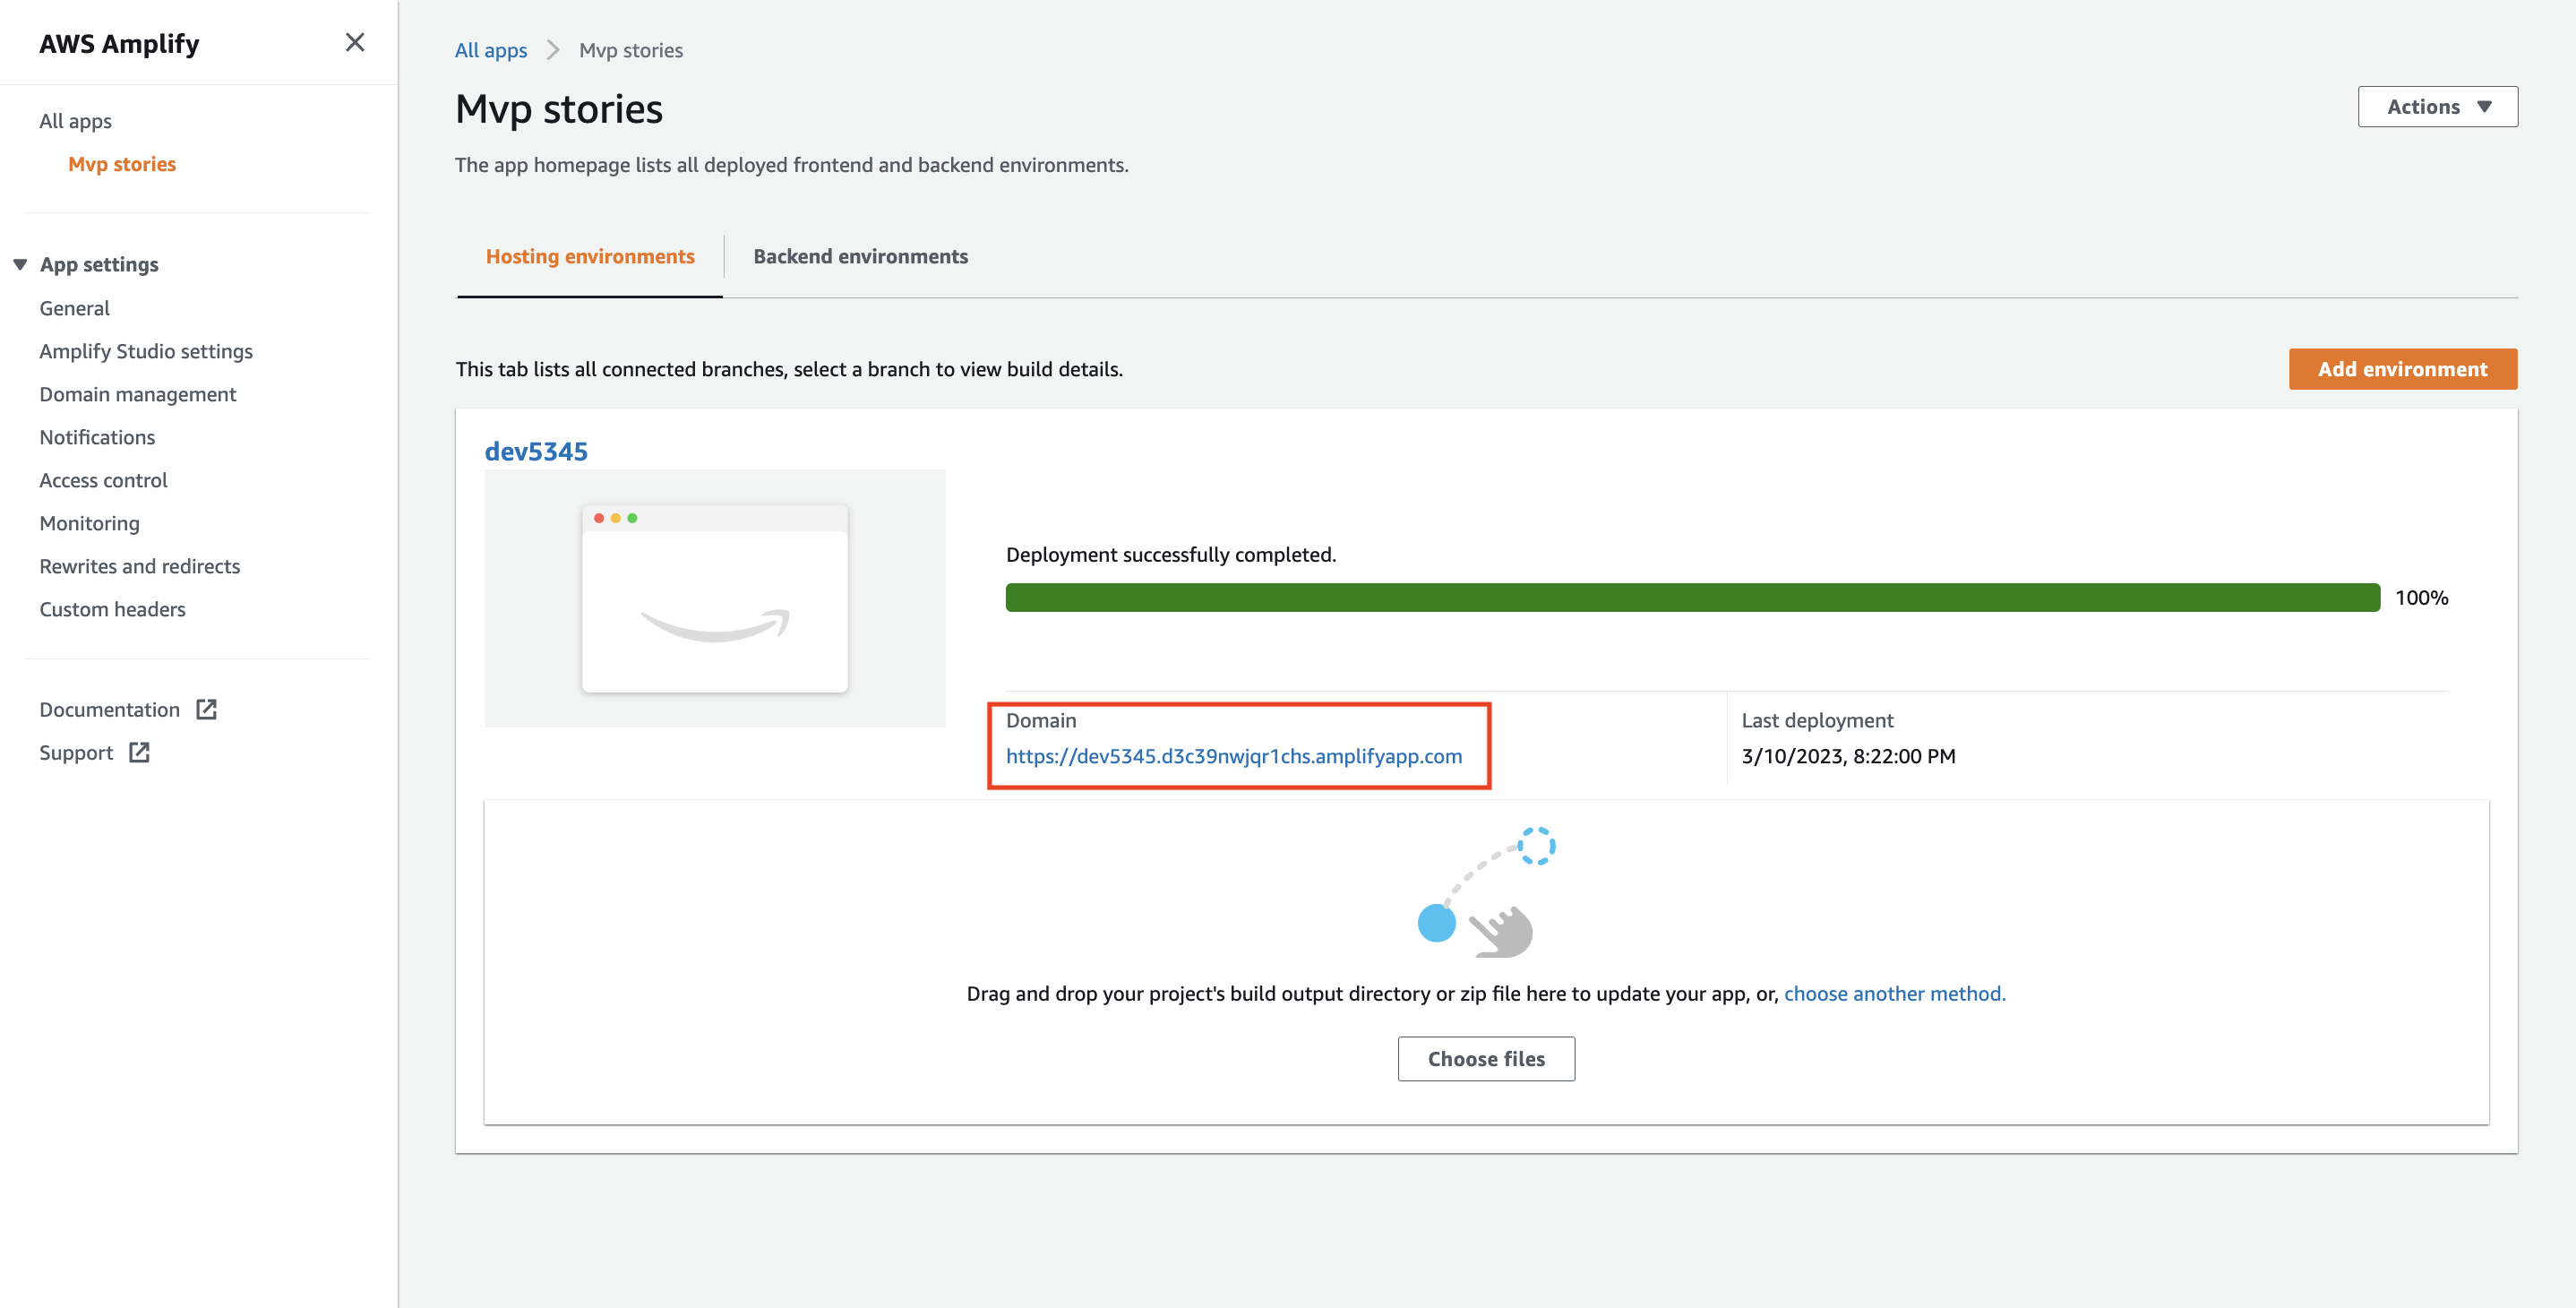 AWS Amplify
All apps
Mvp stories
App settings
General
Amplify Studio settings
Domain management
Notifications
Access control
Monitoring
Rewrites and redirects
Custom headers
Documentation
Support
All apps > Mvp stories
Mvp stories
Actions
The app homepage lists all deployed frontend and backend environments.
Hosting environments
Backend environments
This tab lists all connected branches, select a branch to view build details.
Add environment
dev5345
Deployment successfully completed.
100%
Domain
https://dev5345.d3c39nwjqr1chs.amplifyapp.com
Last deployment
3/10/2023, 8:22:00 PM
Drag and drop your project's build output directory or zip file here to update your app, or, choose another method.
Choose files